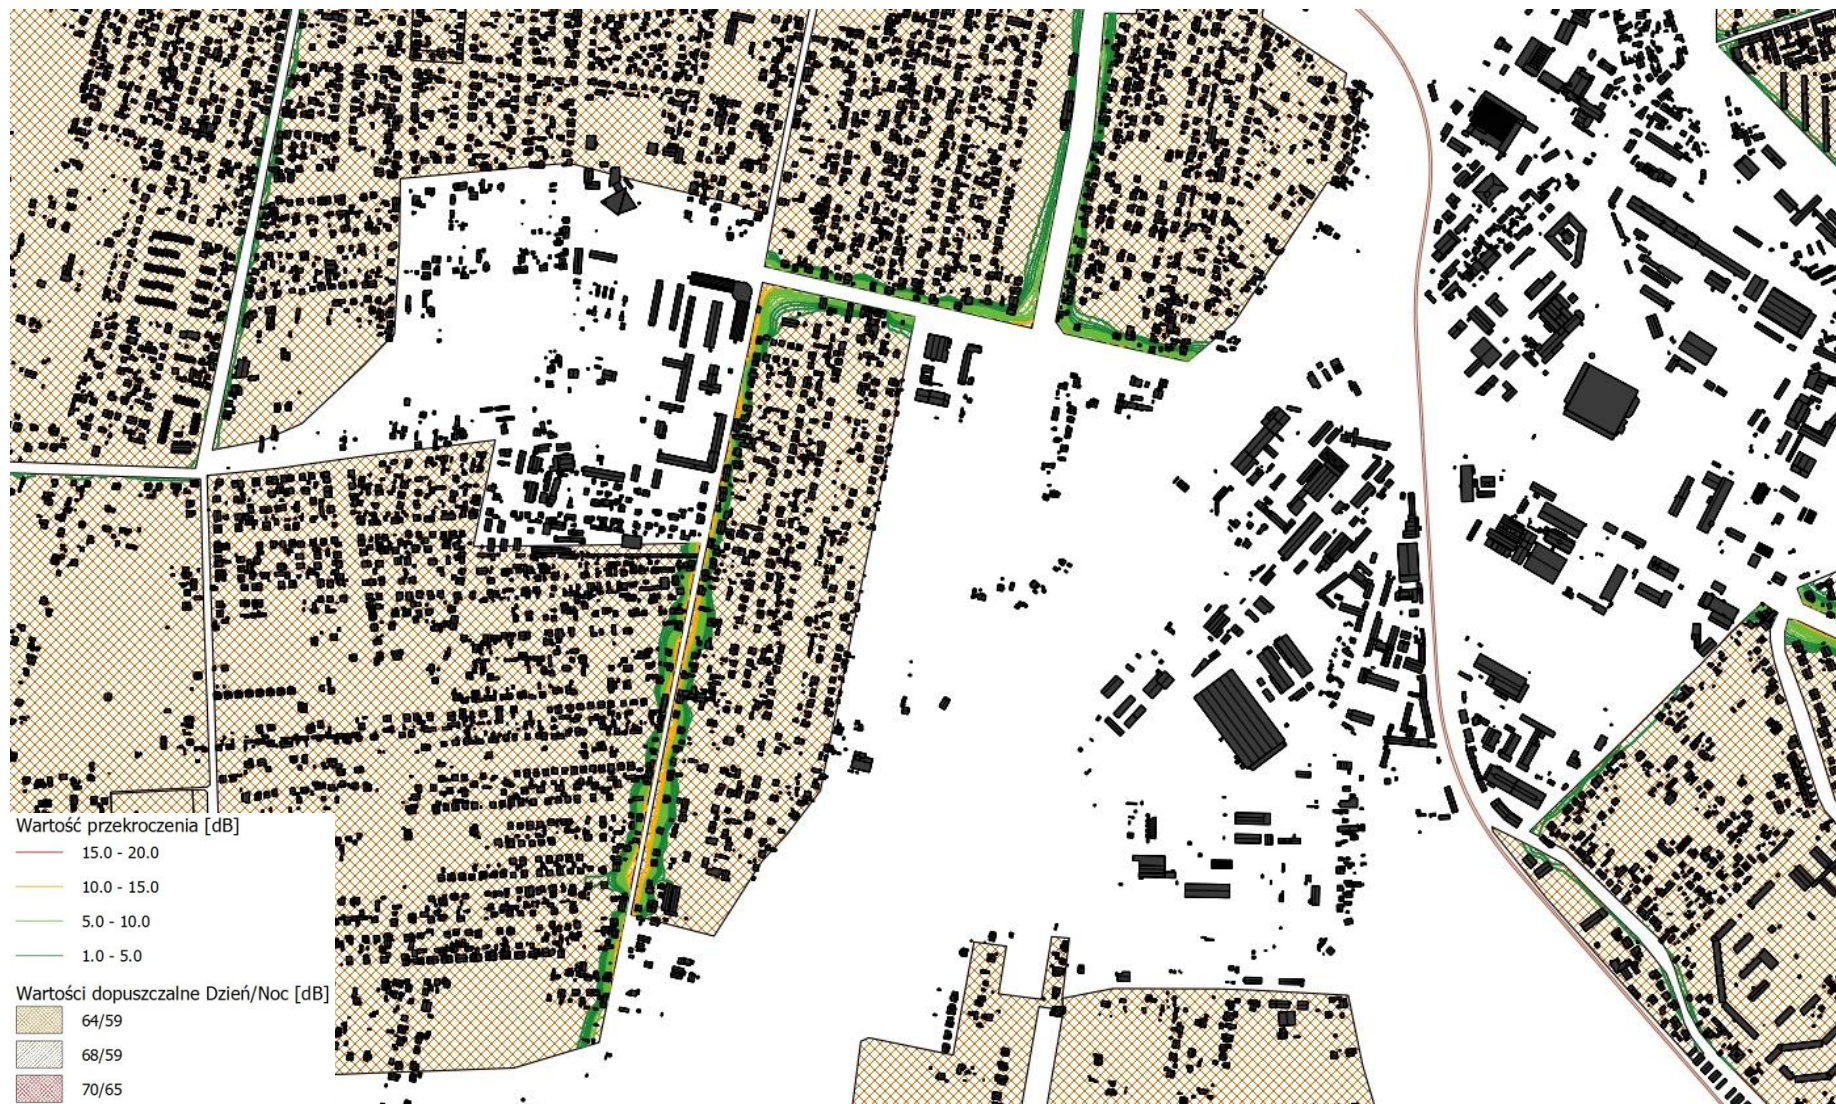 Wartość przekroczenia [dB]
15.0 - 20.0
10.0 - 15.0
5.0 - 10.0
1.0 - 5.0
Wartości dopuszczalne Dzień/Noc [dB]
64/59
68/59
70/65